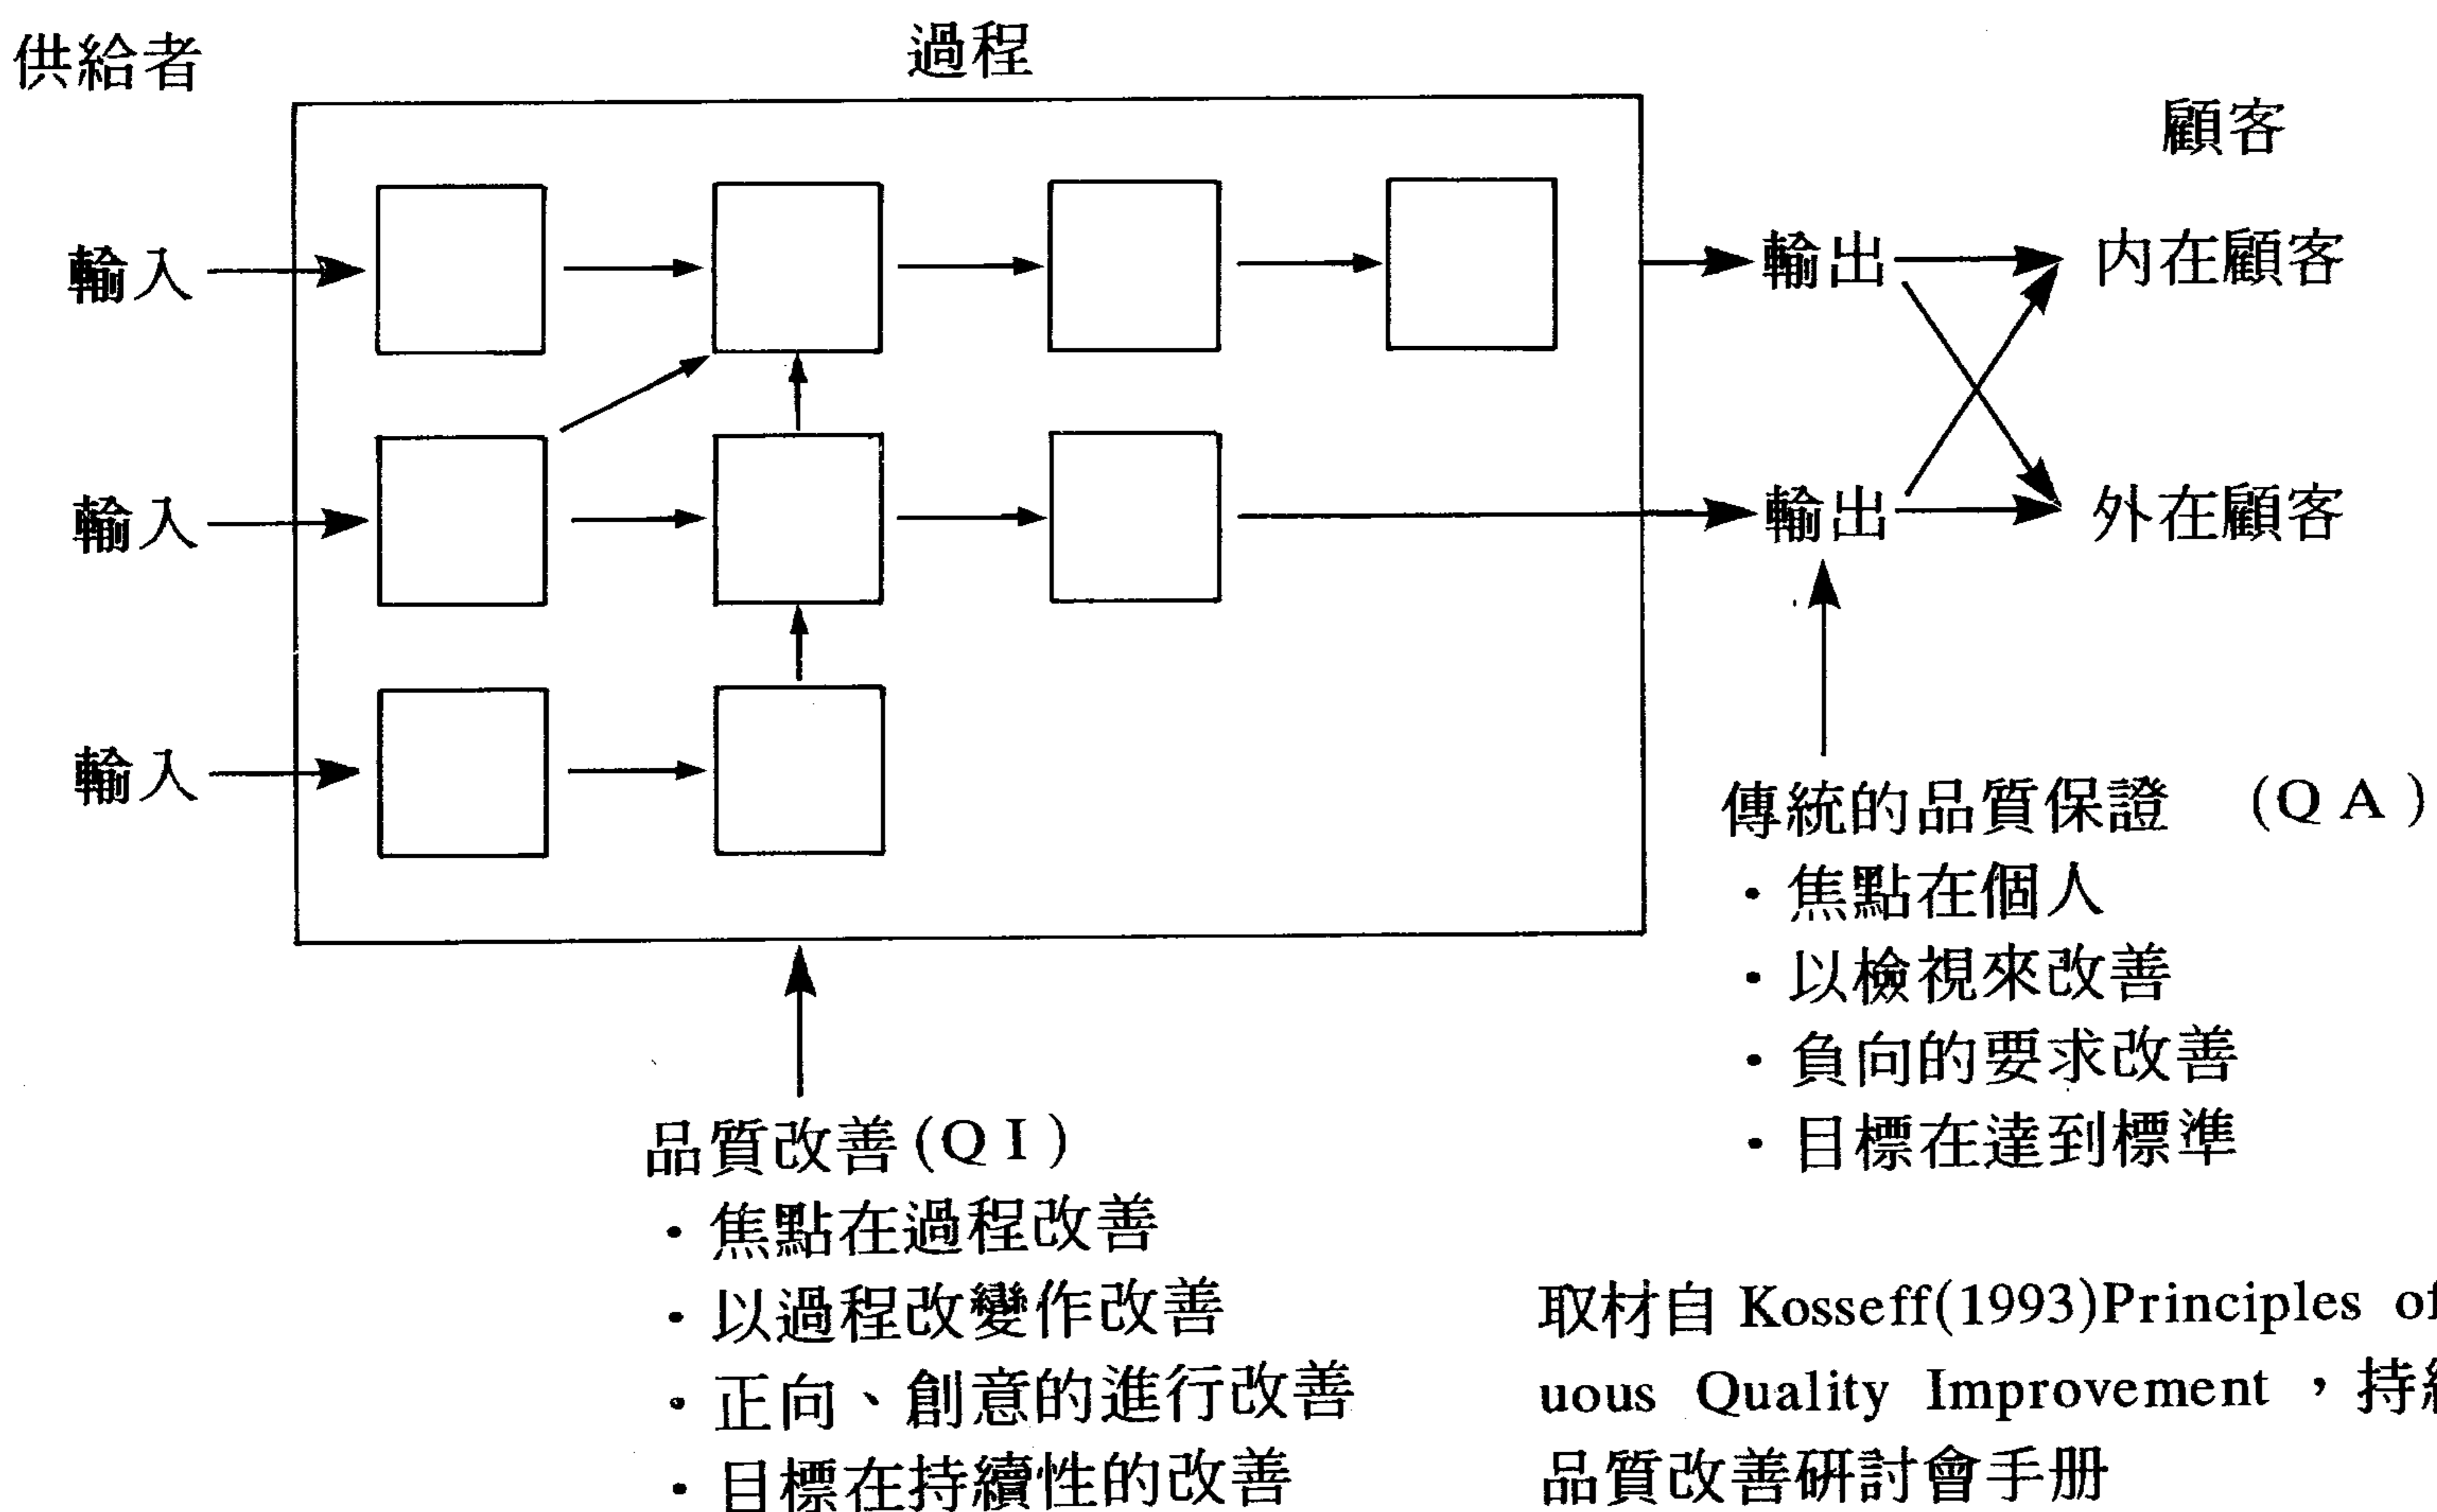 供給者
過程
顧客
輸入
輸出
内在顧客
輸入
輸出
外在顧客
輸入
傳統的品質保證 (QA)
・焦點在個人
・以檢視來改善
・負向的要求改善
・目標在達到標準
品質改善(QI)
・焦點在過程改善
・以過程改變作改善
・正向、創意的進行改善
・目標在持續性的改善
取材自 Kosseff(1993)Principles of
uous Quality Improvement，持
品質改善研討會手册